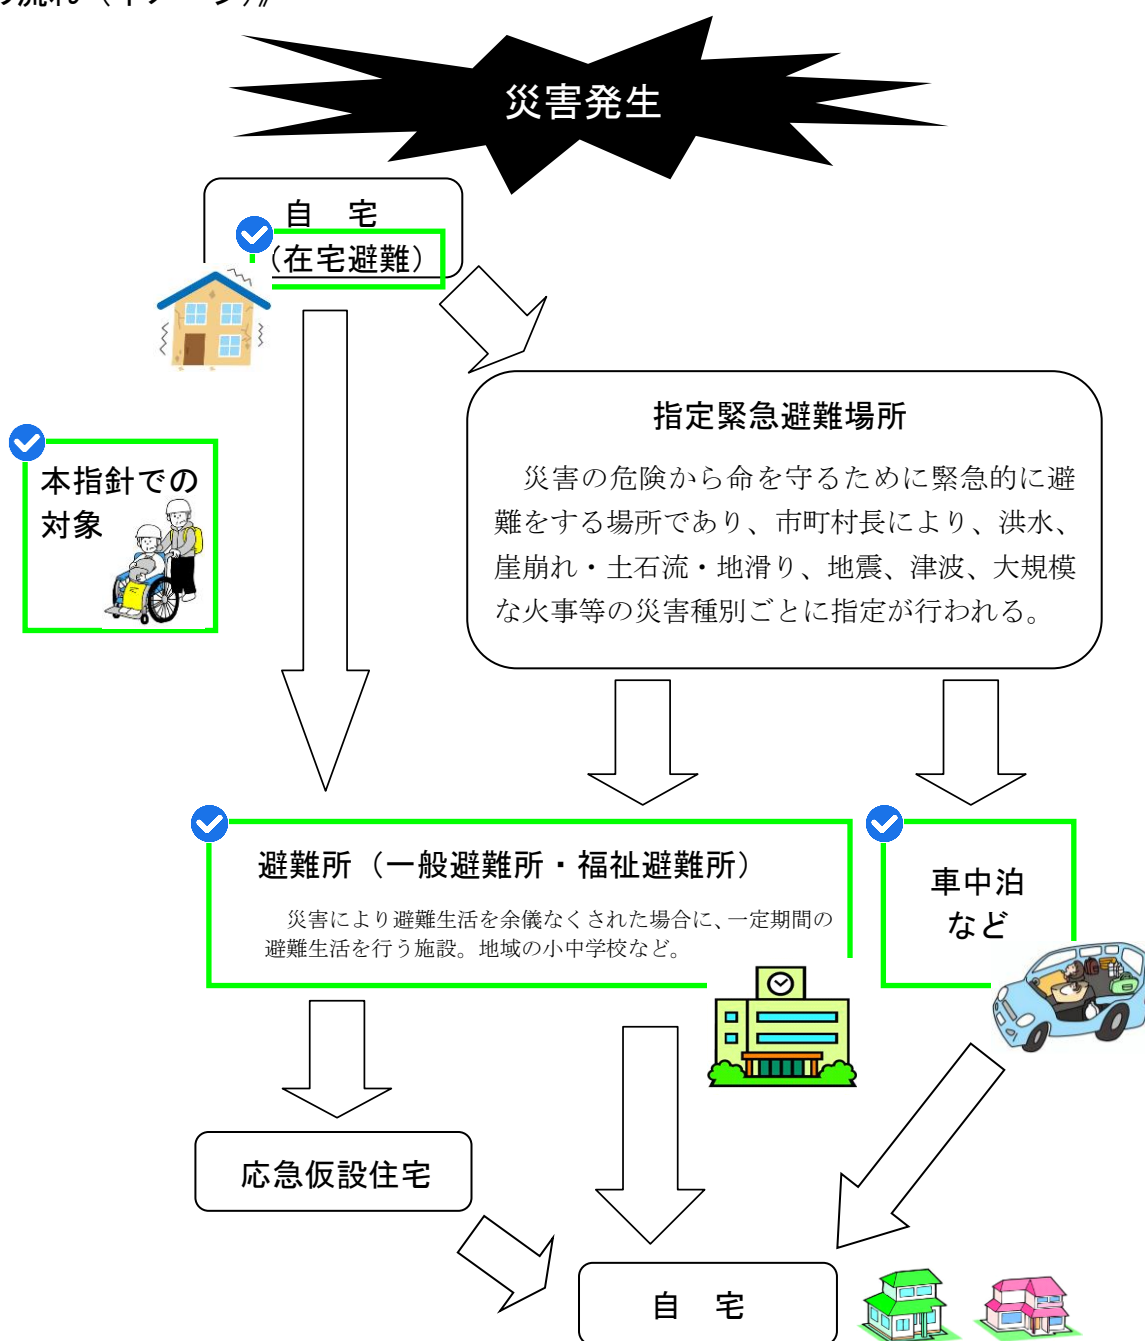 の流れ（イメージ）》
災害発生
自　宅
（在宅避難）
指定緊急避難場所
災害の危険から命を守るために緊急的に避
難をする場所であり、市町村長により、洪水、
崖崩れ・土石流・地滑り、地震、津波、大規模
な火事等の災害種別ごとに指定が行われる。
本指針での
対象
避難所（一般避難所・福祉避難所）
災害により避難生活を余儀なくされた場合に、一定期間の
避難生活を行う施設。地域の小中学校など。
車中泊
など
応急仮設住宅
自　宅